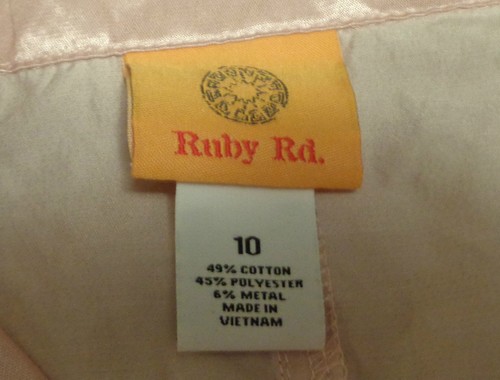 Ruby Rd.
10
49% COTTON
45% POLYESTER
6% METAL
MADE IN
VIETNAM